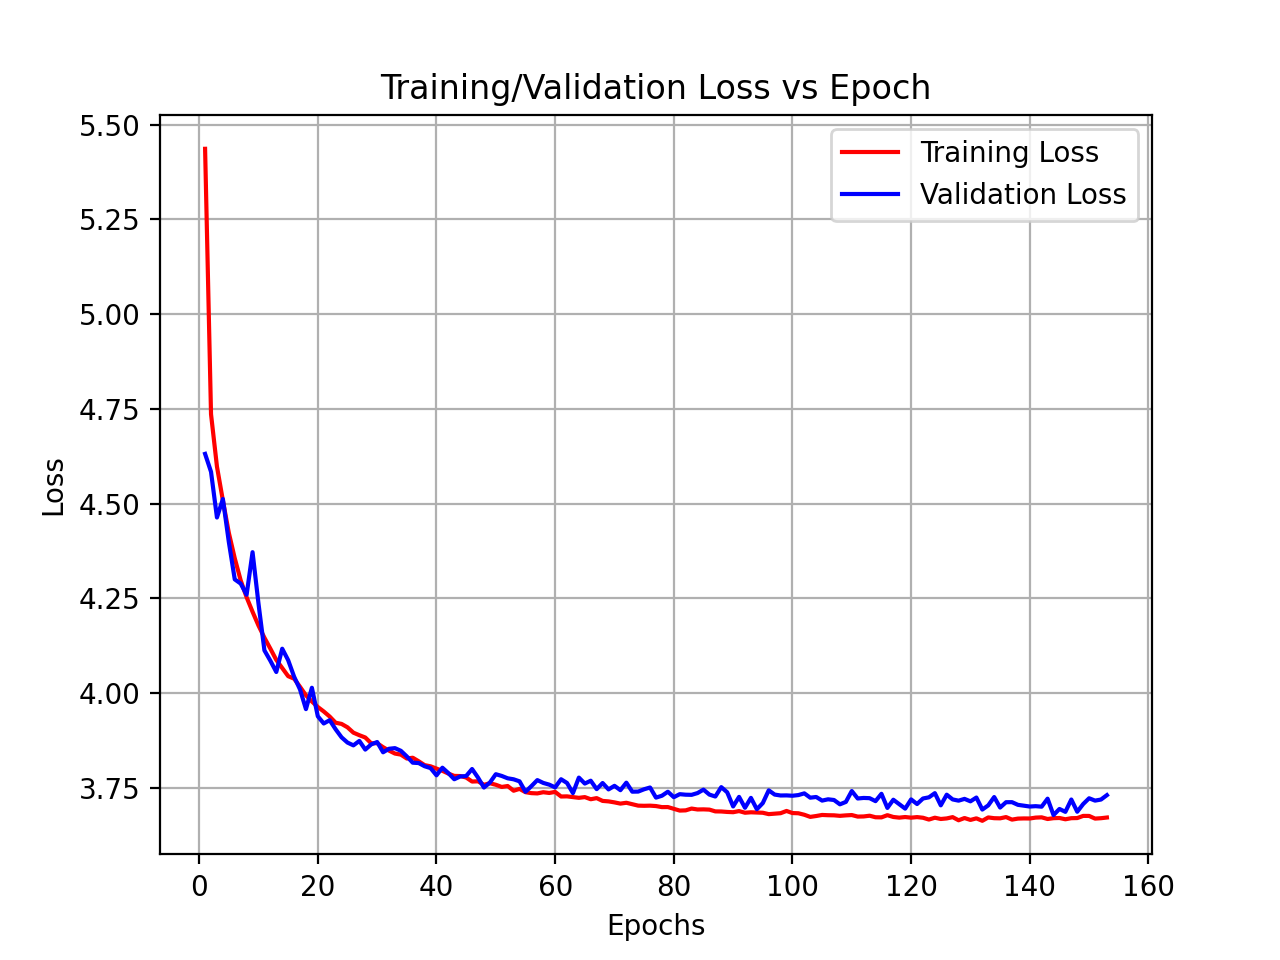 Training/Validation Loss vs Epoch
Training Loss
Validation Loss
Loss
5.50
5.25
5.00
4.75
4.50
4.25
4.00
3.75
0 20 40 60 80 100 120 140 160
Epochs